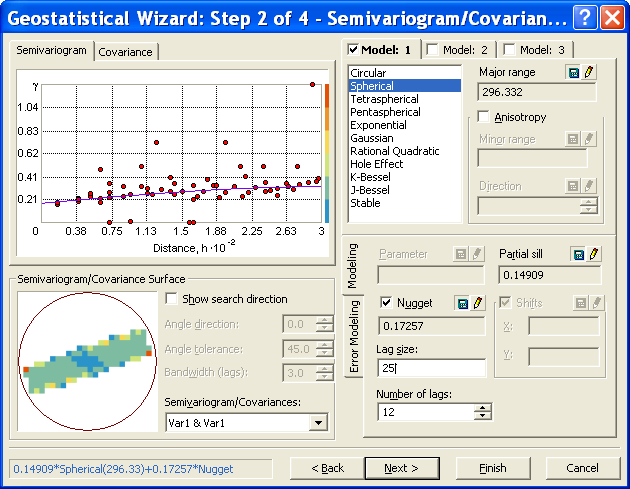 Geostatistical Wizard: Step 2 of 4 - Semivariogram/Covarian...
Semivariogram
Covariance
γ
1.04
0.83
0.62
0.41
0.21
0 0.38 0.75 1.13 1.5 1.88 2.25 2.63 3
Distance, h·10⁻²
Semivariogram/Covariance Surface
Show search direction
Angle direction: 0.0
Angle tolerance: 45.0
Bandwidth (lags): 3.0
Semivariogram/Covariances:
Var1 & Var1
Model: 1
Model: 2
Model: 3
Circular
Spherical
Tetraspherical
Pentaspherical
Exponential
Gaussian
Rational Quadratic
Hole Effect
K-Bessel
J-Bessel
Stable
Major range
296.332
Anisotropy
Minor range
Direction
Modeling
Error Modeling
Parameter
Partial sill
0.14909
Nugget
0.17257
Shifts
X:
Y:
Lag size:
25
Number of lags:
12
0.14909*Spherical(296.33)+0.17257*Nugget
< Back
Next >
Finish
Cancel